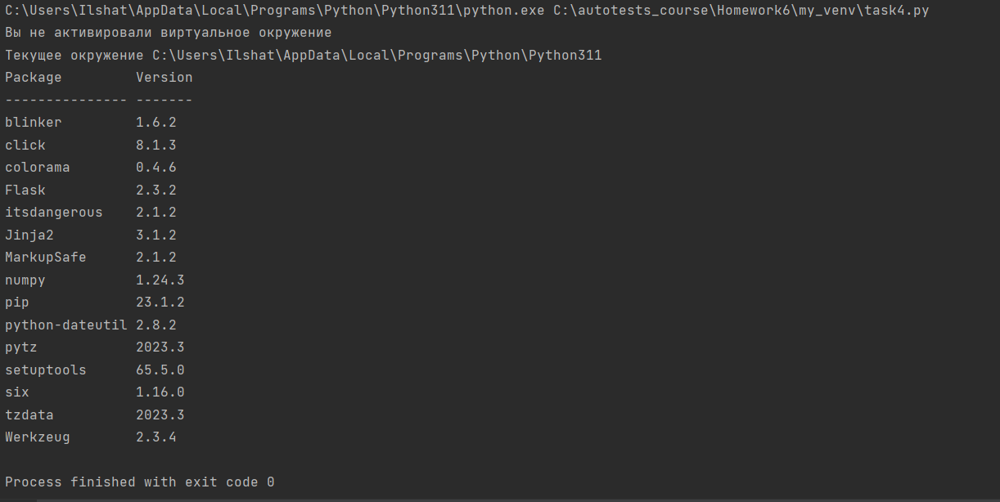 C:\Users\Ilshat\AppData\Local\Programs\Python\Python311\python.exe C:\autotests_course\Homework6\my_venv\task4.py
Вы не активировали виртуальное окружение
Текущее окружение C:\Users\Ilshat\AppData\Local\Programs\Python\Python311
Package         Version
--------------- -------
blinker         1.6.2
click           8.1.3
colorama        0.4.6
Flask           2.3.2
itsdangerous    2.1.2
Jinja2          3.1.2
MarkupSafe      2.1.2
numpy           1.24.3
pip             23.1.2
python-dateutil 2.8.2
pytz            2023.3
setuptools      65.5.0
six             1.16.0
tzdata          2023.3
Werkzeug        2.3.4
Process finished with exit code 0